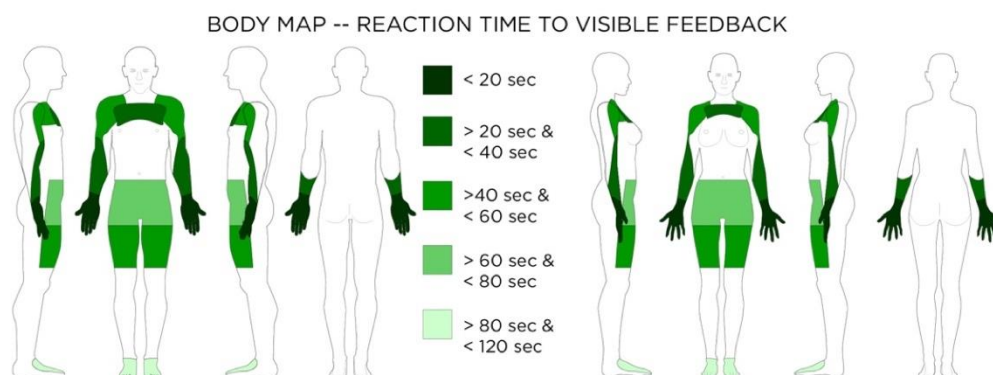 BODY MAP -- REACTION TIME TO VISIBLE FEEDBACK
< 20 sec
> 20 sec &
< 40 sec
>40 sec &
< 60 sec
> 60 sec &
< 80 sec
> 80 sec &
< 120 sec